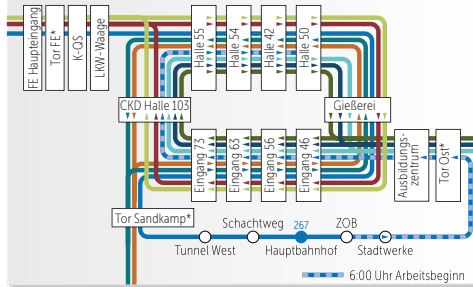 FE Haupteingang
Tor FE*
K-QS
LKW-Waage
Halle 55
Halle 54
Halle 42
Halle 50
CKD Halle 103
Gießerei
Eingang 73
Eingang 63
Eingang 56
Eingang 46
Ausbildungs-
zentrum
Tor Ost*
Tor Sandkamp*
Schachtweg
267
ZOB
Tunnel West
Hauptbahnhof
Stadtwerke
6:00 Uhr Arbeitsbeginn